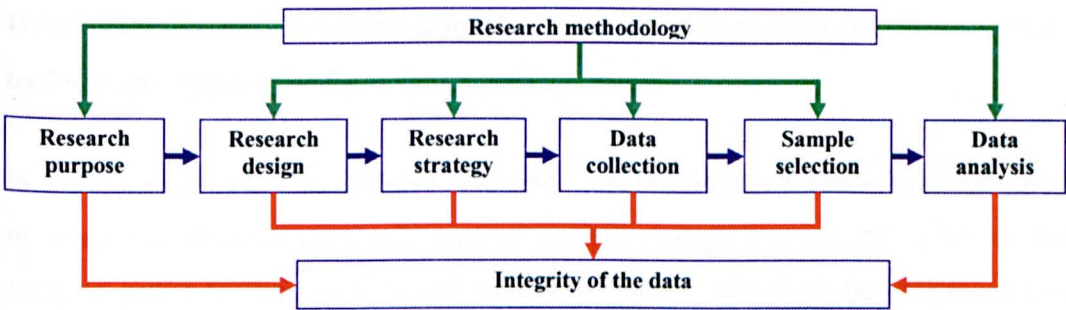 Research methodology
Research
purpose
Research
design
Research
strategy
Data
collection
Sample
selection
Data
analysis
Integrity of the data